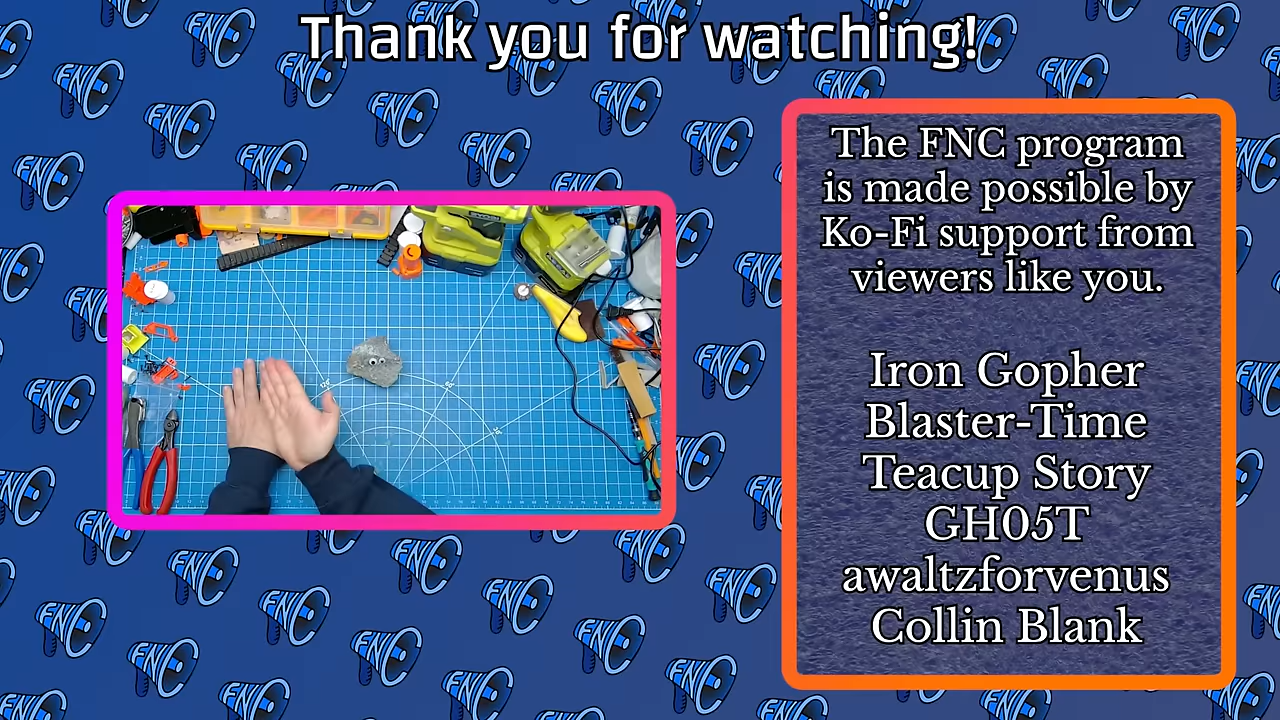 Thank you for watching!
The FNC program
is made possible by
Ko-Fi support from
viewers like you.
Iron Gopher
Blaster-Time
Teacup Story
GH05T
awaltzforvenus
Collin Blank
FNC